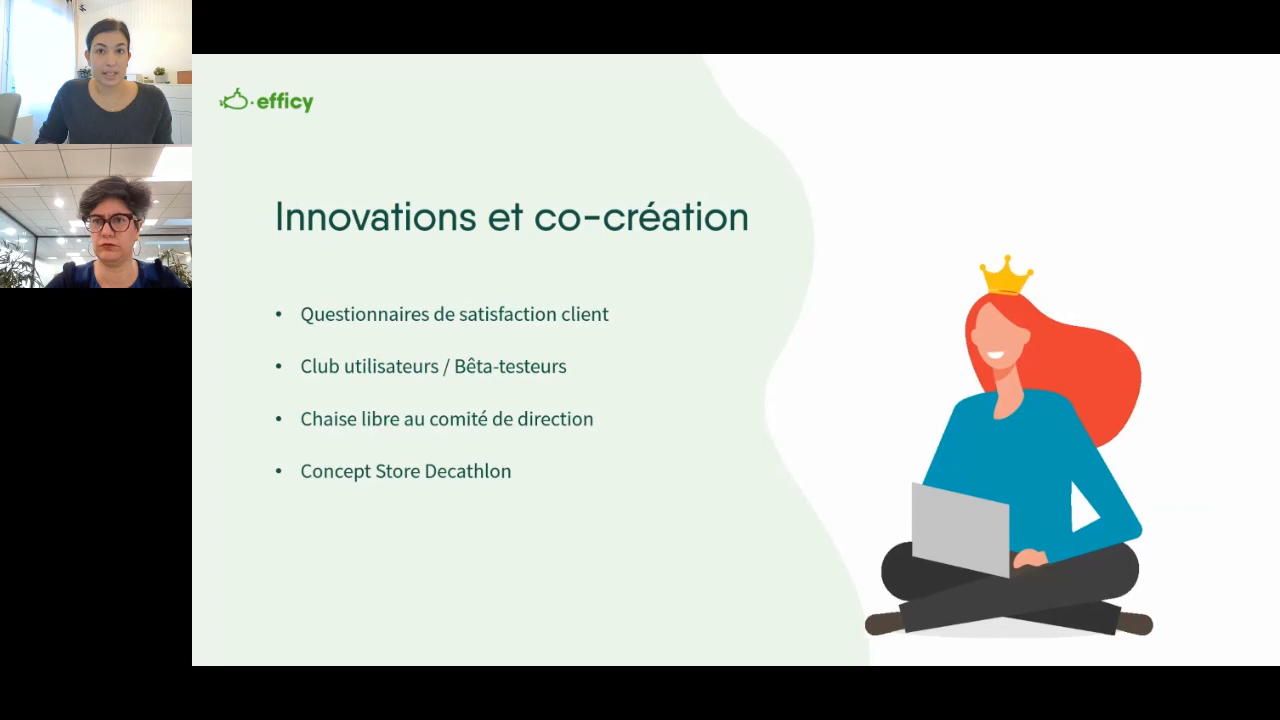 efficy
Innovations et co-création
• Questionnaires de satisfaction client
• Club utilisateurs / Bêta-testeurs
• Chaise libre au comité de direction
• Concept Store Decathlon